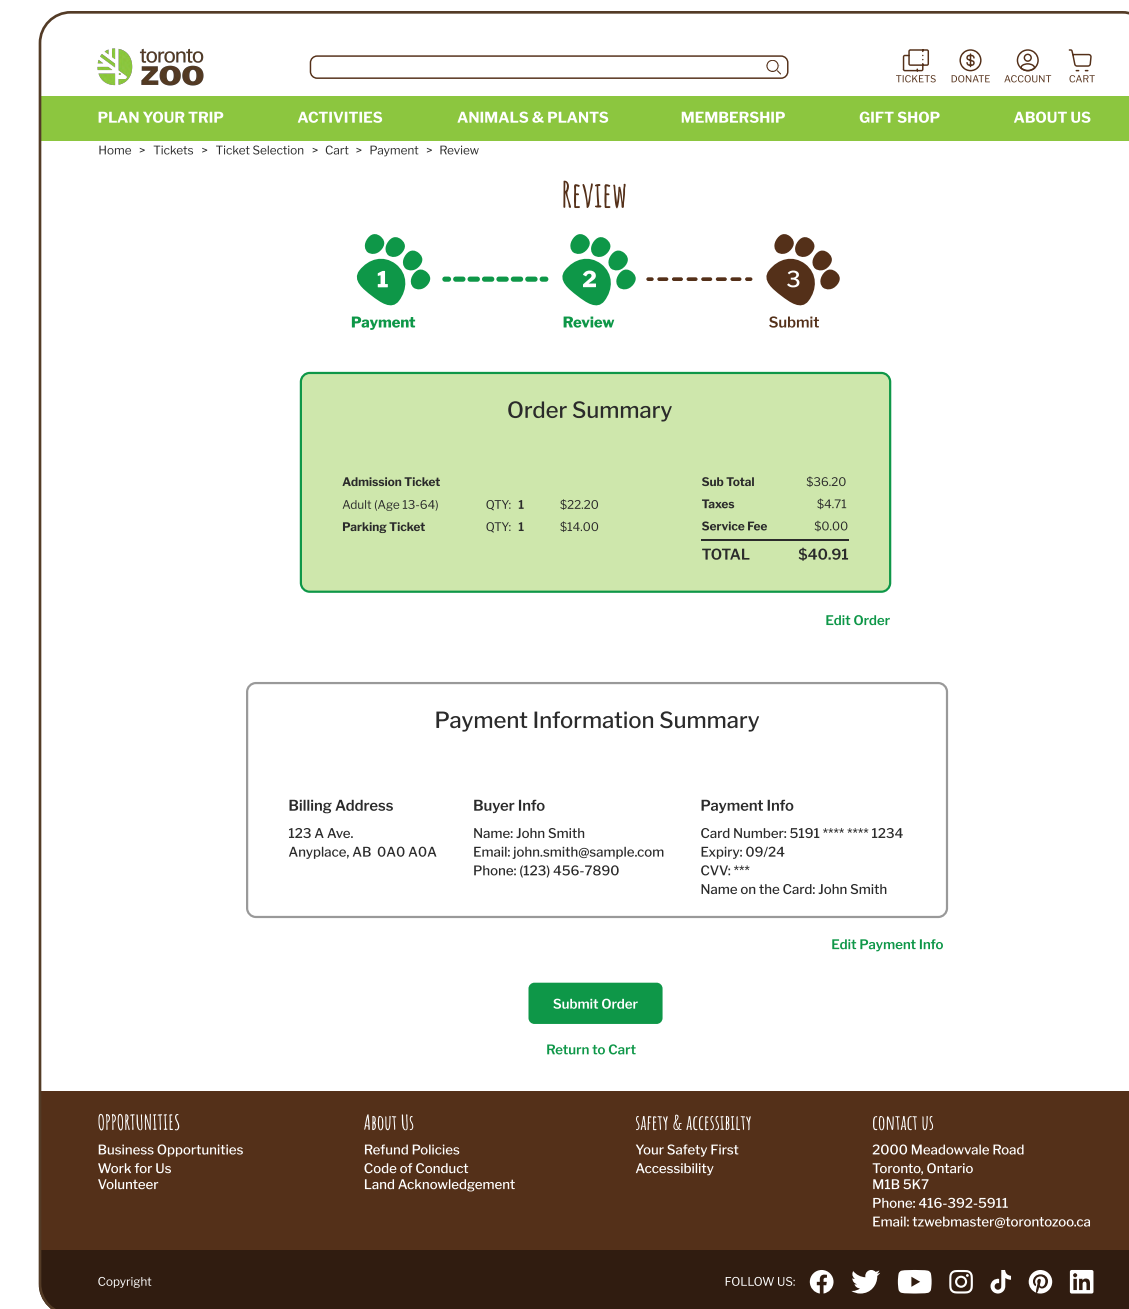 toronto
ZOO
TICKETS DONATE ACCOUNT CART
PLAN YOUR TRIP ACTIVITIES ANIMALS & PLANTS MEMBERSHIP GIFT SHOP ABOUT US
Home > Tickets > Ticket Selection > Cart > Payment > Review
REVIEW
1 2 3
Payment Review Submit
Order Summary
Admission Ticket
Adult (Age 13-64) QTY: 1 $22.20
Parking Ticket QTY: 1 $14.00
Sub Total $36.20
Taxes $4.71
Service Fee $0.00
TOTAL $40.91
Edit Order
Payment Information Summary
Billing Address
123 A Ave.
Anyplace, AB 0A0 A0A
Buyer Info
Name: John Smith
Email: john.smith@sample.com
Phone: (123) 456-7890
Payment Info
Card Number: 5191 **** **** 1234
Expiry: 09/24
CVV: ***
Name on the Card: John Smith
Edit Payment Info
Submit Order
Return to Cart
OPPORTUNITIES
Business Opportunities
Work for Us
Volunteer
ABOUT US
Refund Policies
Code of Conduct
Land Acknowledgement
SAFETY & ACCESSIBILTY
Your Safety First
Accessibility
CONTACT US
2000 Meadowvale Road
Toronto, Ontario
M1B 5K7
Phone: 416-392-5911
Email: tzwebmaster@torontozoo.ca
Copyright
FOLLOW US: